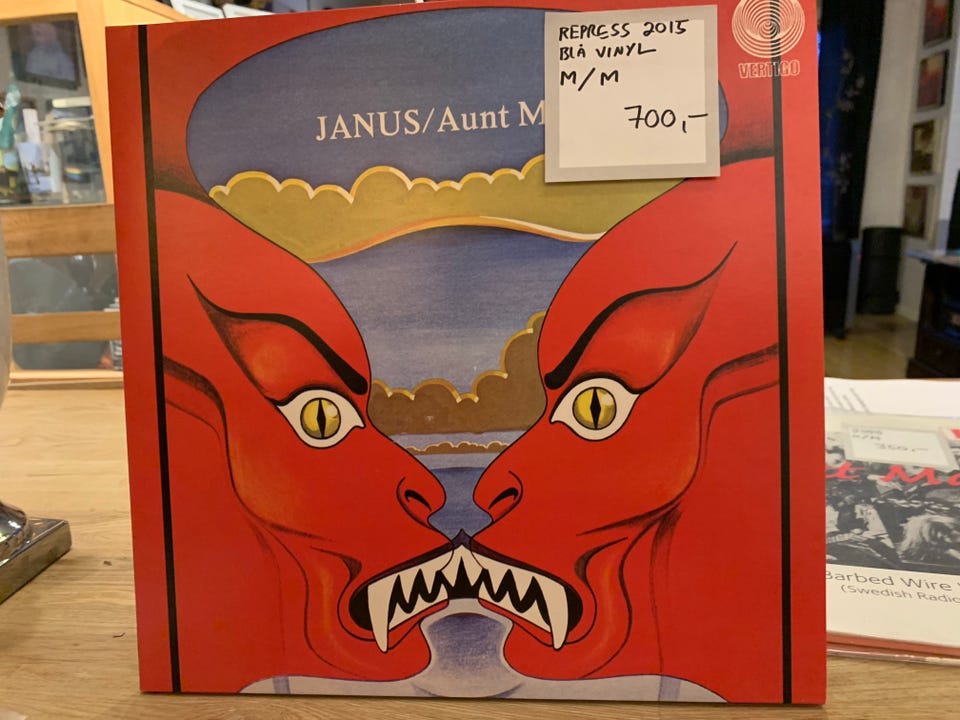 REPRESS 2015
BLÅ VINYL
M/M
700,-
VERTIGO
JANUS/Aunt M
Barbed Wire
(Swedish Radio